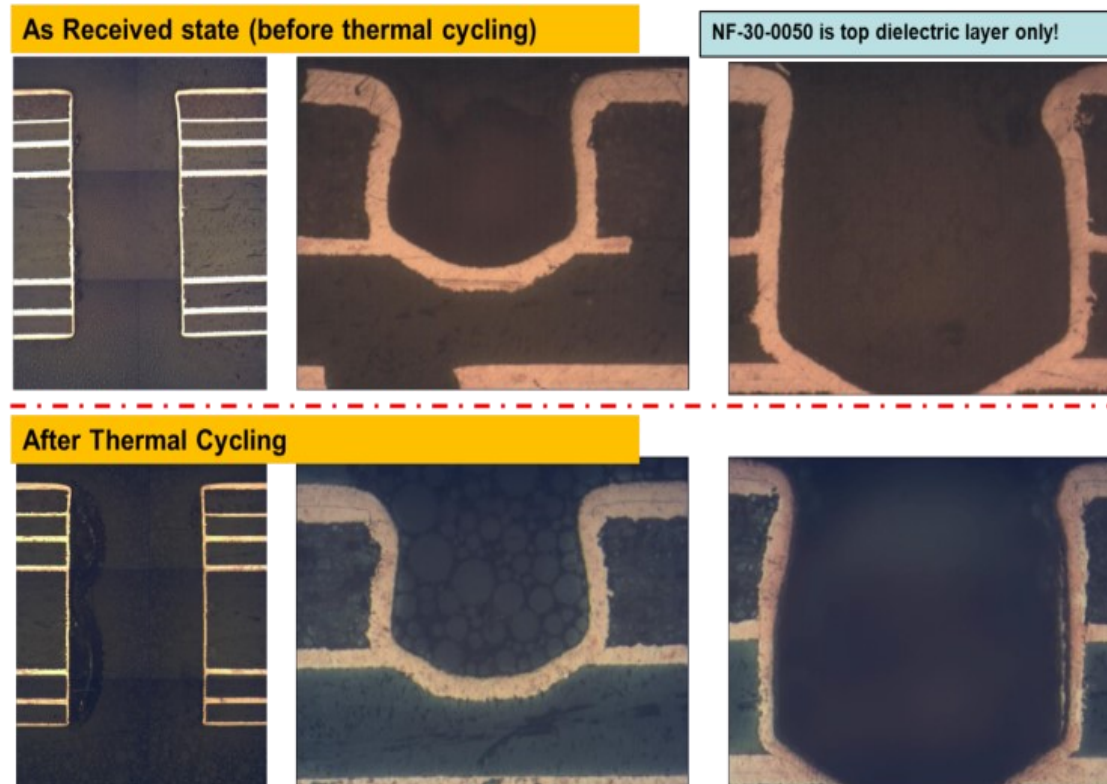 As Received state (before thermal cycling)
NF-30-0050 is top dielectric layer only!
After Thermal Cycling